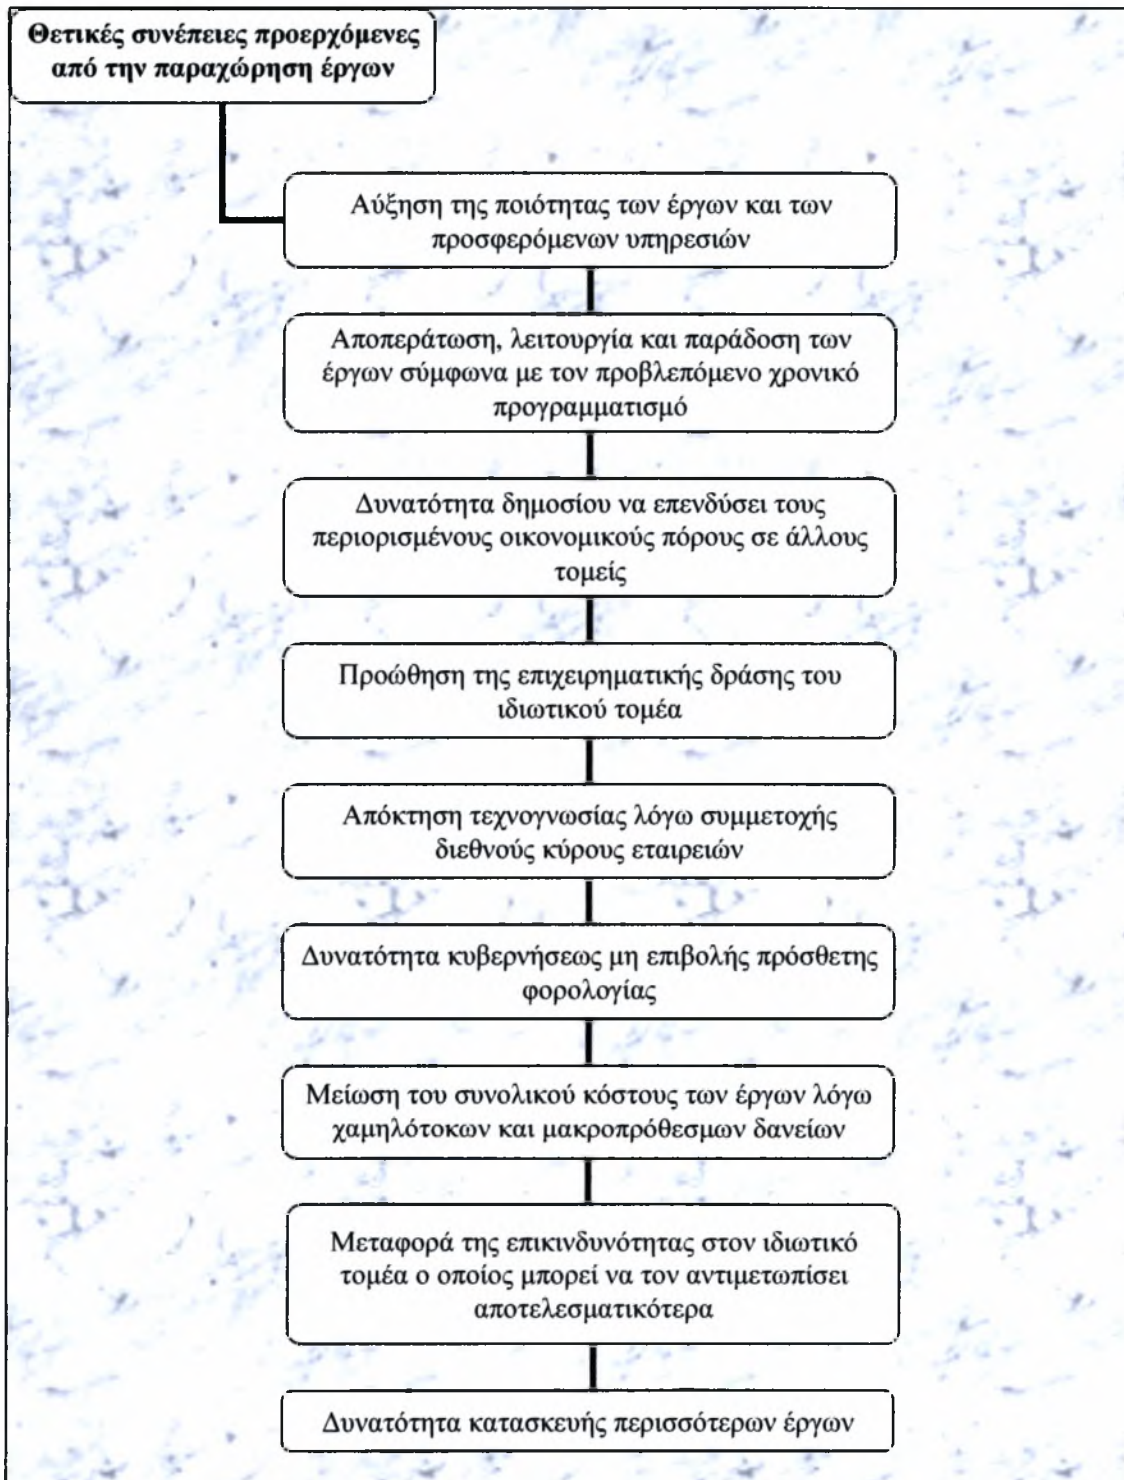 Θετικές συνέπειες προερχόμενες
από την παραχώρηση έργων
Αύξηση της ποιότητας των έργων και των
προσφερόμενων υπηρεσιών
Αποπεράτωση, λειτουργία και παράδοση των
έργων σύμφωνα με τον προβλεπόμενο χρονικό
προγραμματισμό
Δυνατότητα δημοσίου να επενδύσει τους
περιορισμένους οικονομικούς πόρους σε άλλους
τομείς
Προώθηση της επιχειρηματικής δράσης του
ιδιωτικού τομέα
Απόκτηση τεχνογνωσίας λόγω συμμετοχής
διεθνούς κύρους εταιρειών
Δυνατότητα κυβερνήσεως μη επιβολής πρόσθετης
φορολογίας
Μείωση του συνολικού κόστους των έργων λόγω
χαμηλότοκων και μακροπρόθεσμων δανείων
Μεταφορά της επικινδυνότητας στον ιδιωτικό
τομέα ο οποίος μπορεί να τον αντιμετωπίσει
αποτελεσματικότερα
Δυνατότητα κατασκευής περισσότερων έργων